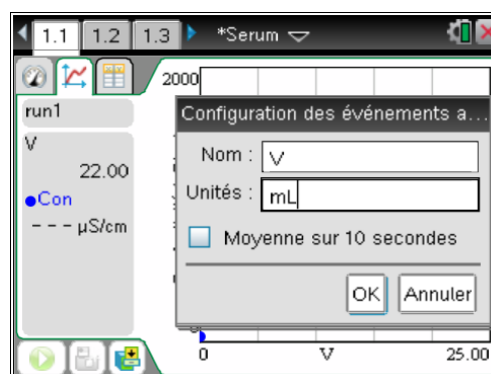 1.1 1.2 1.3 *Serum
2000
run1
V
22.00
Con
--- µS/cm
Configuration des événements a...
Nom : V
Unités : mL
Moyenne sur 10 secondes
OK Annuler
0 V 25.00